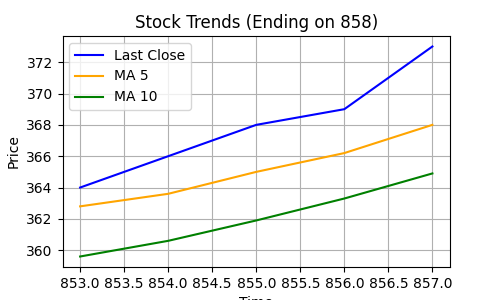 Stock Trends (Ending on 858)
Last Close
MA 5
MA 10
Price
372
370
368
366
364
362
360
853.0 853.5 854.0 854.5 855.0 855.5 856.0 856.5 857.0
Time